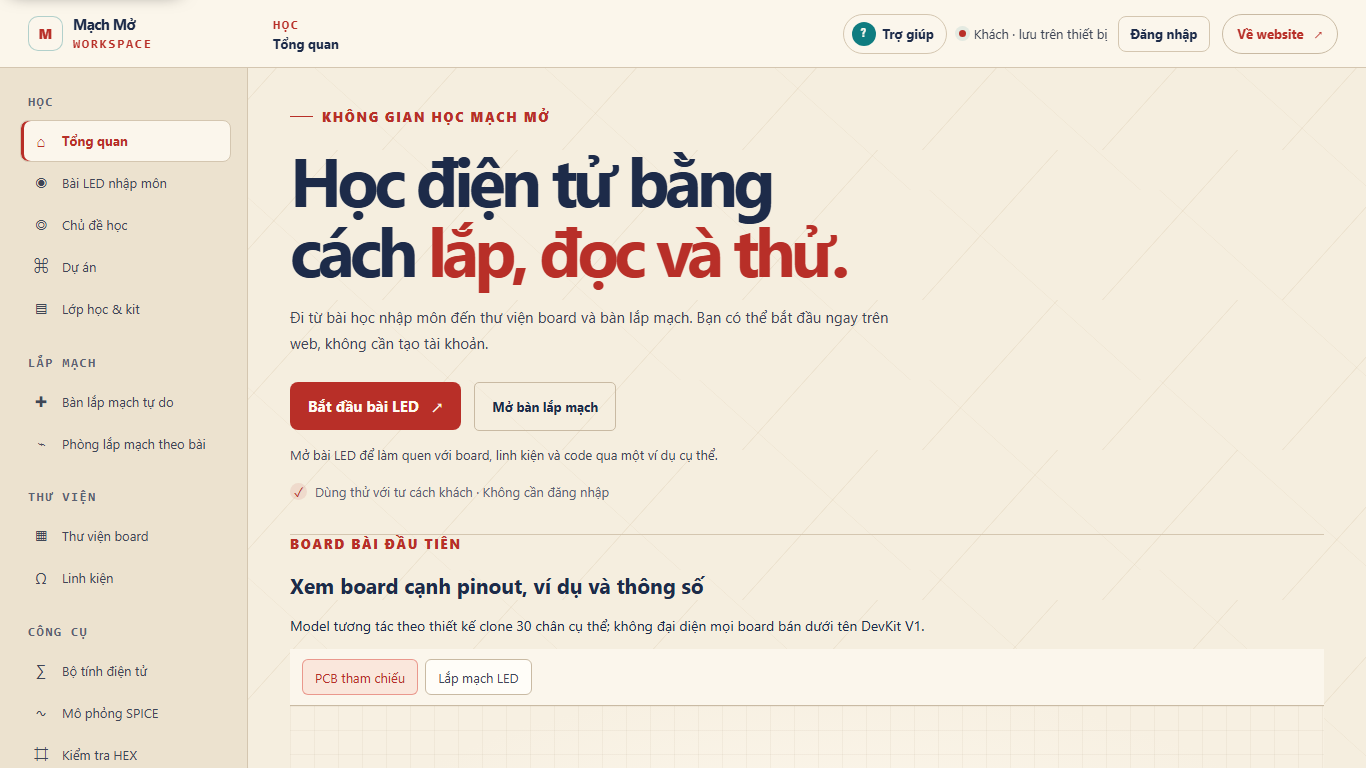 M
Mạch Mở
WORKSPACE
HỌC
Tổng quan
?
Trợ giúp
Khách · lưu trên thiết bị
Đăng nhập
Về website ↗
HỌC
Tổng quan
Bài LED nhập môn
Chủ đề học
Dự án
Lớp học & kit
LẮP MẠCH
Bàn lắp mạch tự do
Phòng lắp mạch theo bài
THƯ VIỆN
Thư viện board
Ω Linh kiện
CÔNG CỤ
∑ Bộ tính điện tử
∿ Mô phỏng SPICE
Kiểm tra HEX
KHÔNG GIAN HỌC MẠCH MỞ
Học điện tử bằng
cách lắp, đọc và thử.
Đi từ bài học nhập môn đến thư viện board và bàn lắp mạch. Bạn có thể bắt đầu ngay trên
web, không cần tạo tài khoản.
Bắt đầu bài LED ↗
Mở bàn lắp mạch
Mở bài LED để làm quen với board, linh kiện và code qua một ví dụ cụ thể.
✓ Dùng thử với tư cách khách · Không cần đăng nhập
BOARD BÀI ĐẦU TIÊN
Xem board cạnh pinout, ví dụ và thông số
Model tương tác theo thiết kế clone 30 chân cụ thể; không đại diện mọi board bán dưới tên DevKit V1.
PCB tham chiếu
Lắp mạch LED